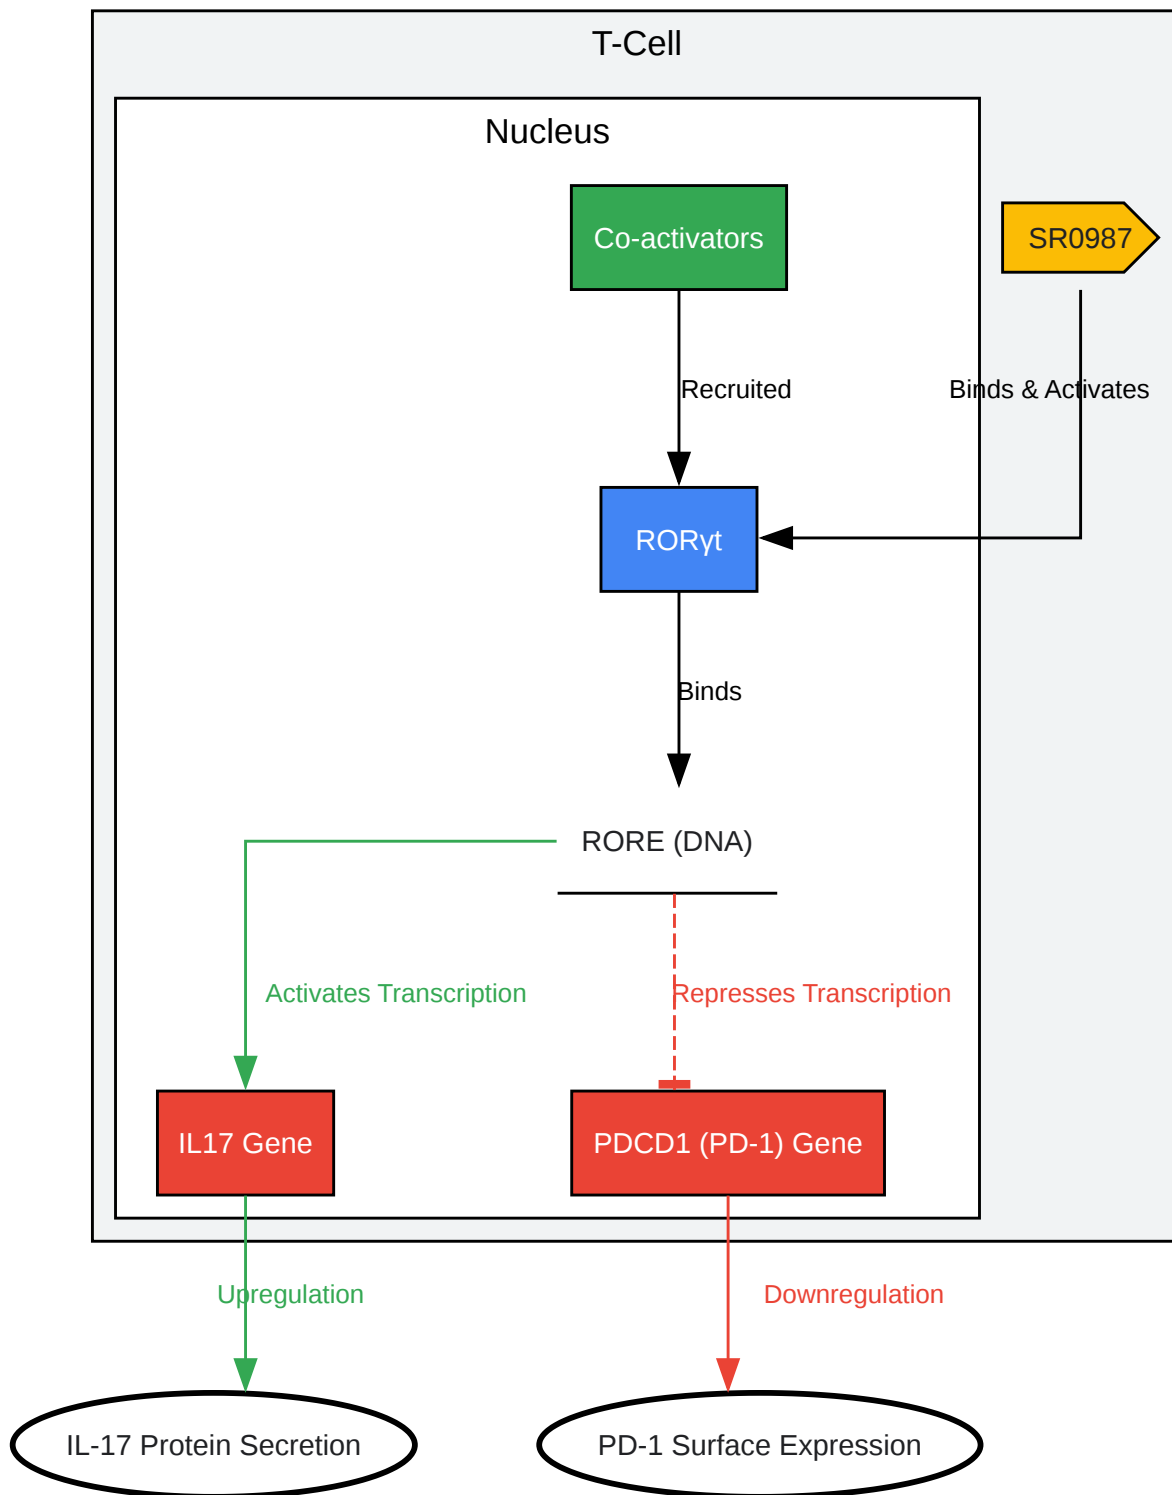 T-Cell
Nucleus
Co-activators
SR0987
Recruited
Binds & Activates
RORγt
Binds
RORE (DNA)
Activates Transcription
Represses Transcription
IL17 Gene
PDCD1 (PD-1) Gene
Upregulation
Downregulation
IL-17 Protein Secretion
PD-1 Surface Expression